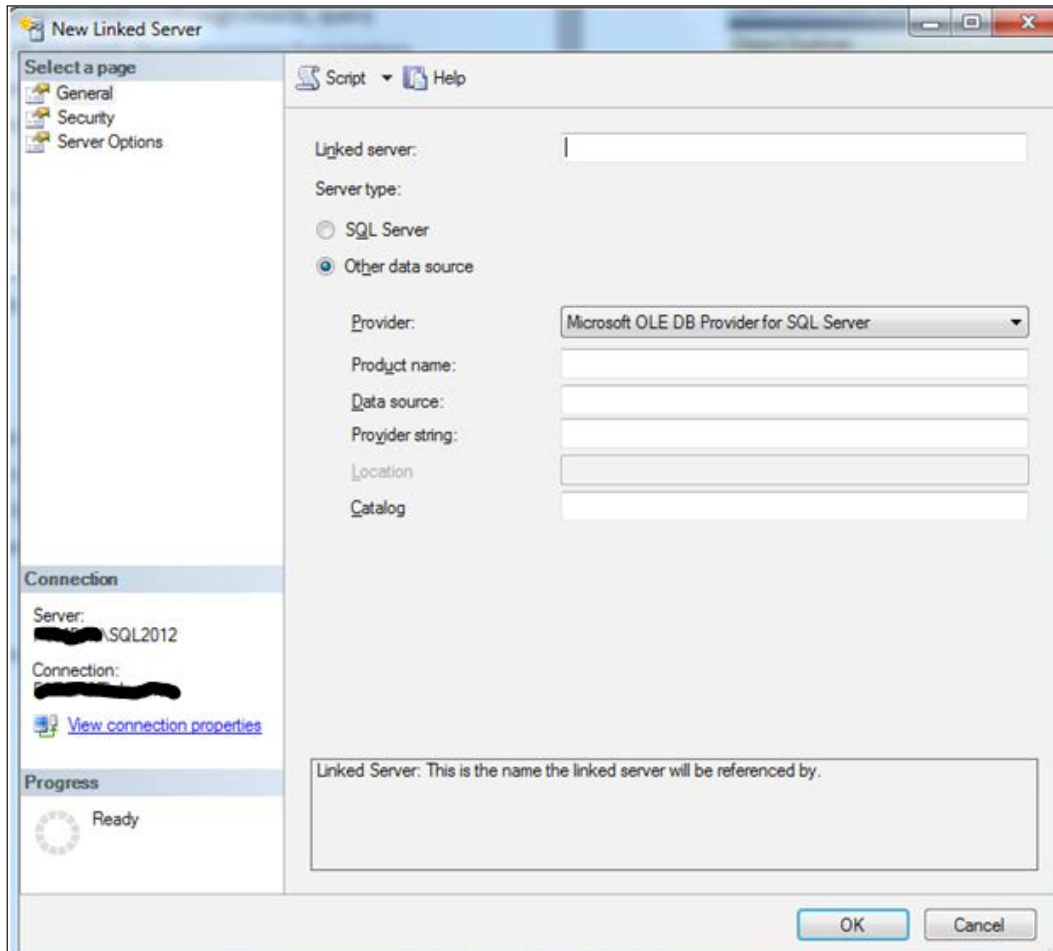 New Linked Server
Select a page
General
Security
Server Options
Script Help
Linked server:
Server type:
SQL Server
Other data source
Provider: Microsoft OLE DB Provider for SQL Server
Product name:
Data source:
Provider string:
Location
Catalog
Connection
Server:
\SQL2012
Connection:
View connection properties
Progress
Ready
Linked Server: This is the name the linked server will be referenced by.
OK Cancel